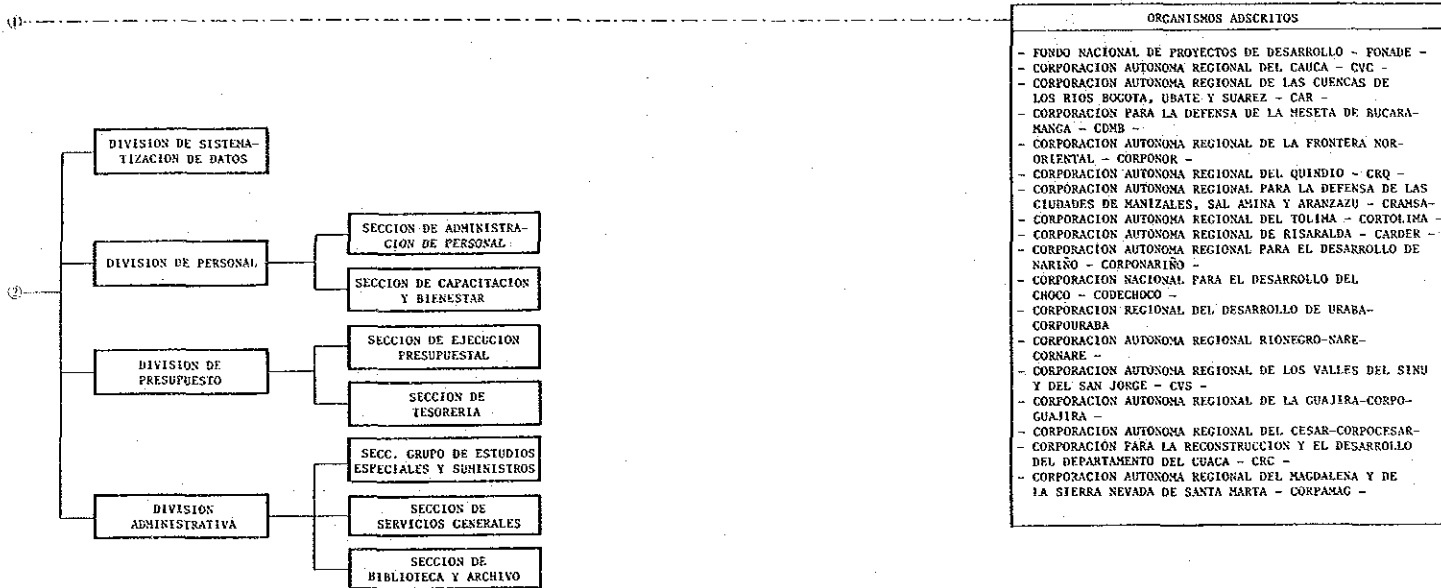 (1)
ORGANISMOS ADSCRITOS
- FONDO NACIONAL DE PROYECTOS DE DESARROLLO - FONADE -
- CORPORACION AUTONOMA REGIONAL DEL CAUCA - CVC -
- CORPORACION AUTONOMA REGIONAL DE LAS CUENCAS DE
LOS RIOS BOGOTA, UBATE Y SUAREZ - CAR -
- CORPORACION PARA LA DEFENSA DE LA MESETA DE BUCARA-
MANGA - CDMB -
- CORPORACION AUTONOMA REGIONAL DE LA FRONTERA NOR-
ORIENTAL - CORPONOR -
- CORPORACION AUTONOMA REGIONAL DEL QUINDIO - CRQ -
- CORPORACION AUTONOMA REGIONAL PARA LA DEFENSA DE LAS
CIUDADES DE MANIZALES, SAL AMINA Y ARANZAZU - CRAMSA-
- CORPORACION AUTONOMA REGIONAL DEL TOLIMA - CORTOLIMA -
- CORPORACION AUTONOMA REGIONAL DE RISARALDA - CARDER -
- CORPORACION AUTONOMA REGIONAL PARA EL DESARROLLO DE
NARIÑO - CORPONARIÑO -
- CORPORACION NACIONAL PARA EL DESARROLLO DEL
CHOCO - CODECHOCO -
- CORPORACION REGIONAL DEL DESARROLLO DE URABA-
CORPOURABA
- CORPORACION AUTONOMA REGIONAL RIONEGRO-NARE-
CORNARE -
- CORPORACION AUTONOMA REGIONAL DE LOS VALLES DEL SINU
Y DEL SAN JORGE - CVS -
- CORPORACION AUTONOMA REGIONAL DE LA GUAJIRA-CORPO-
GUAJIRA -
- CORPORACION AUTONOMA REGIONAL DEL CESAR-CORPOCESAR-
- CORPORACION PARA LA RECONSTRUCCION Y EL DESARROLLO
DEL DEPARTAMENTO DEL CUACA - CRC -
- CORPORACION AUTONOMA REGIONAL DEL MAGDALENA Y DE
LA SIERRA NEVADA DE SANTA MARTA - CORPAMAG -
(2)
DIVISION DE SISTEMA-
TIZACION DE DATOS
DIVISION DE PERSONAL
SECCION DE ADMINISTRA-
CION DE PERSONAL
SECCION DE CAPACITACION
Y BIENESTAR
DIVISION DE
PRESUPUESTO
SECCION DE EJECUCION
PRESUPUESTAL
SECCION DE
TESORERIA
DIVISION
ADMINISTRATIVA
SECC. GRUPO DE ESTUDIOS
ESPECIALES Y SUMINISTROS
SECCION DE
SERVICIOS GENERALES
SECCION DE
BIBLIOTECA Y ARCHIVO